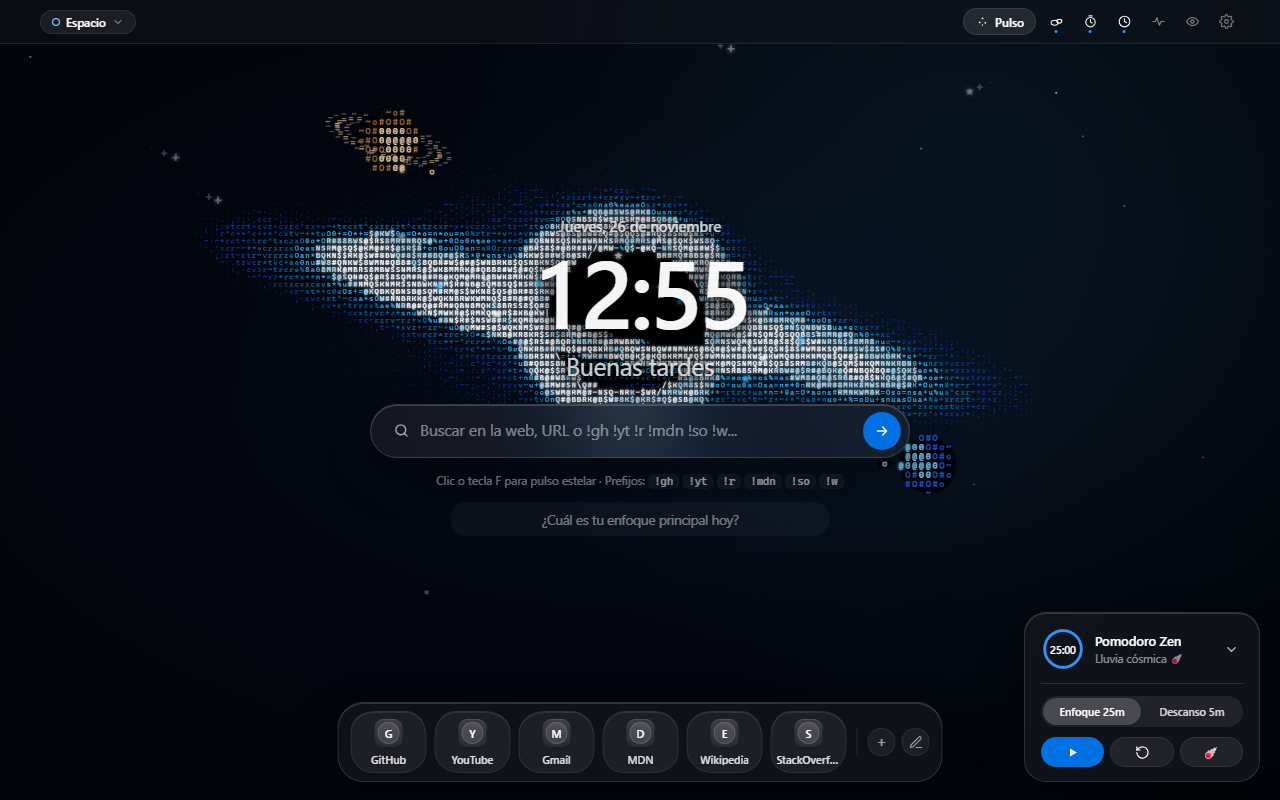 Espacio
Pulso
jueves, 26 de noviembre
12:55
Buenas tardes
Buscar en la web, URL o !gh !yt !r !mdn !so !w...
Clic o tecla F para pulso estelar · Prefijos: !gh !yt !r !mdn !so !w
¿Cuál es tu enfoque principal hoy?
25:00
Pomodoro Zen
Lluvia cósmica
Enfoque 25m
Descanso 5m
G
GitHub
Y
YouTube
M
Gmail
D
MDN
E
Wikipedia
S
StackOverf...